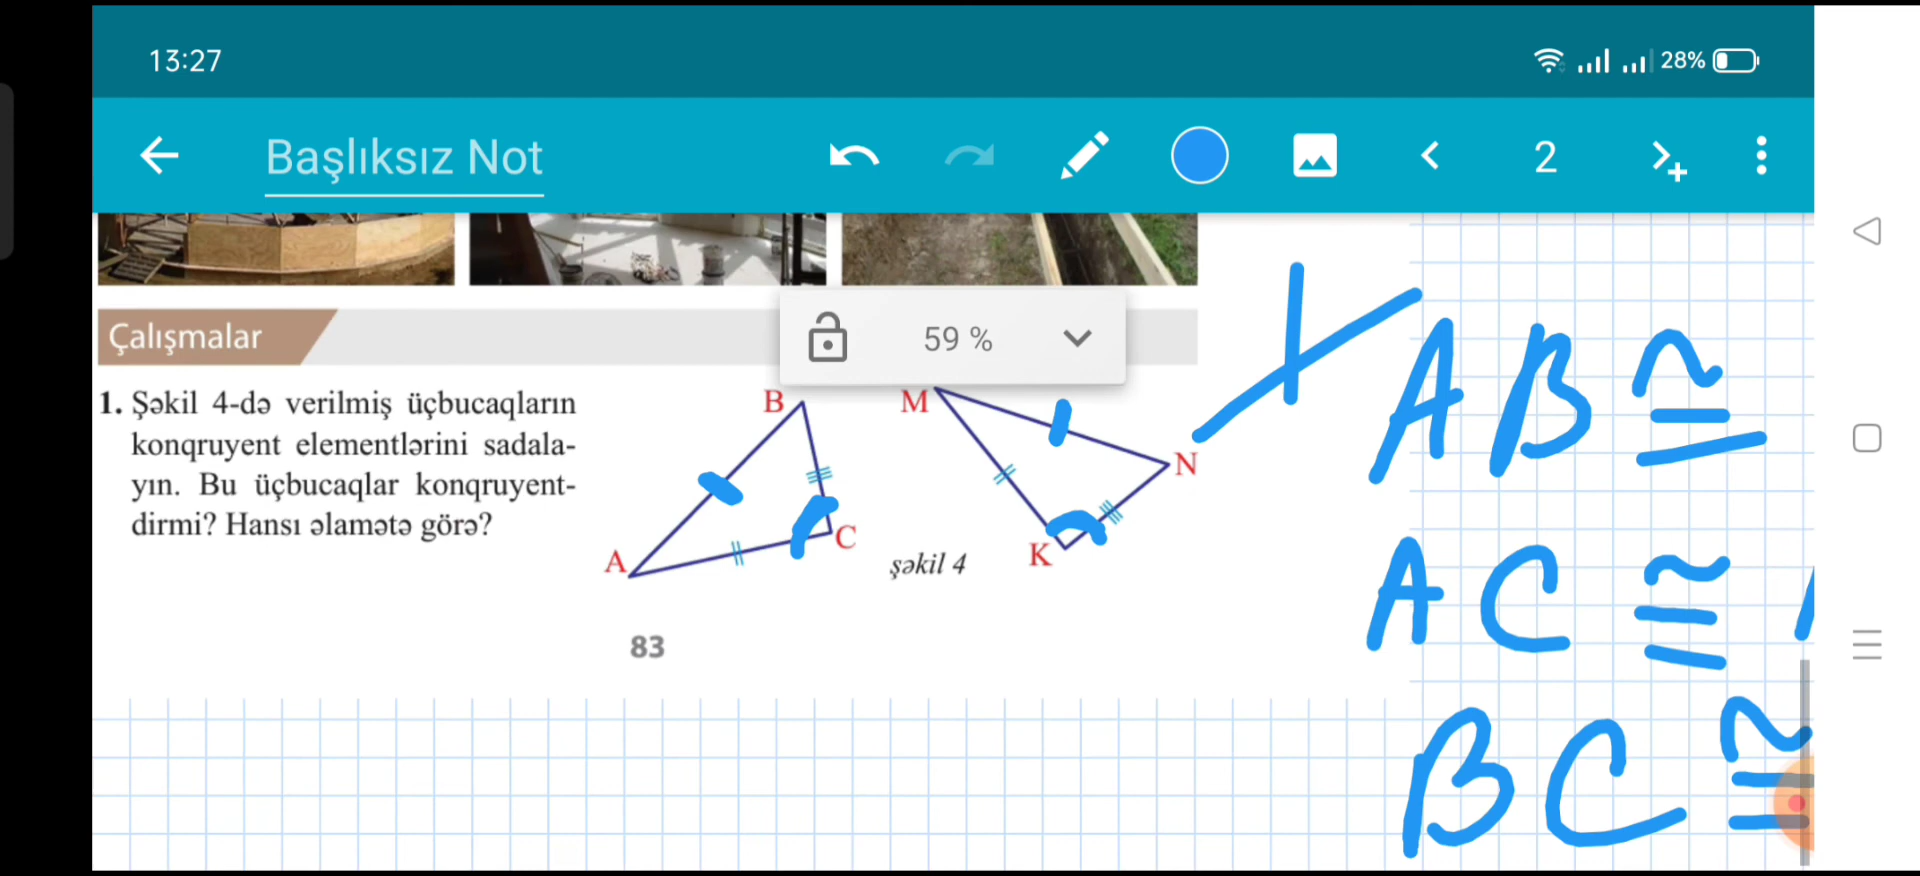 13:27
28%
Başlıksız Not
2
Çalışmalar
59 %
1. Şəkil 4-də verilmiş üçbucaqların
konqruyent elementlərini sadala-
yın. Bu üçbucaqlar konqruyent-
dirmi? Hansı əlamətə görə?
B
A
C
M
N
K
şəkil 4
83
AB ≅
AC ≅
BC ≅